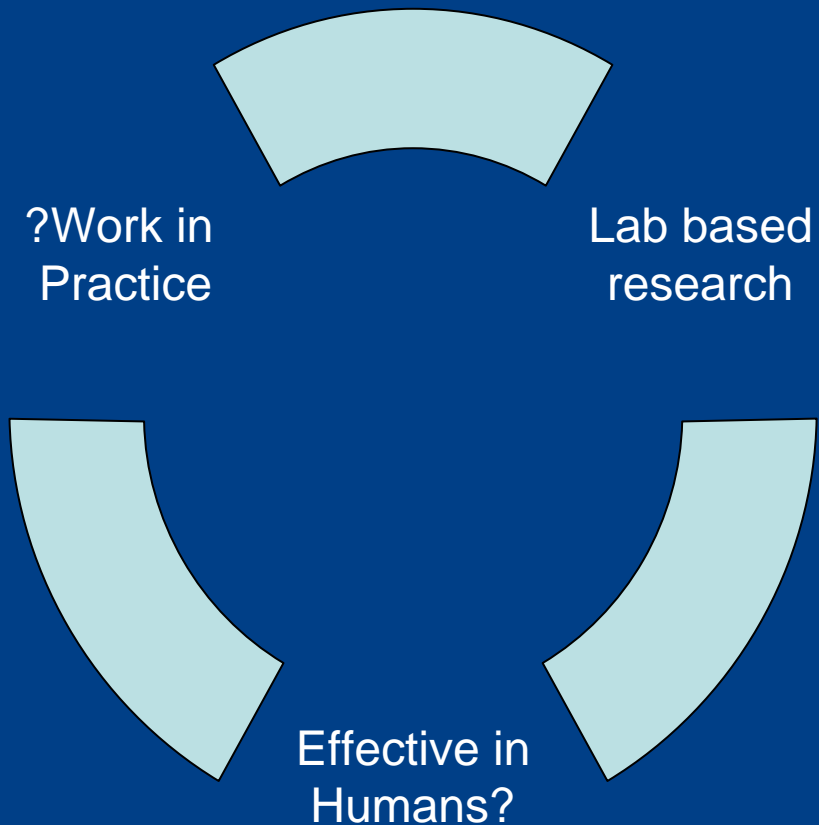 ?Work in
Practice
Lab based
research
Effective in
Humans?